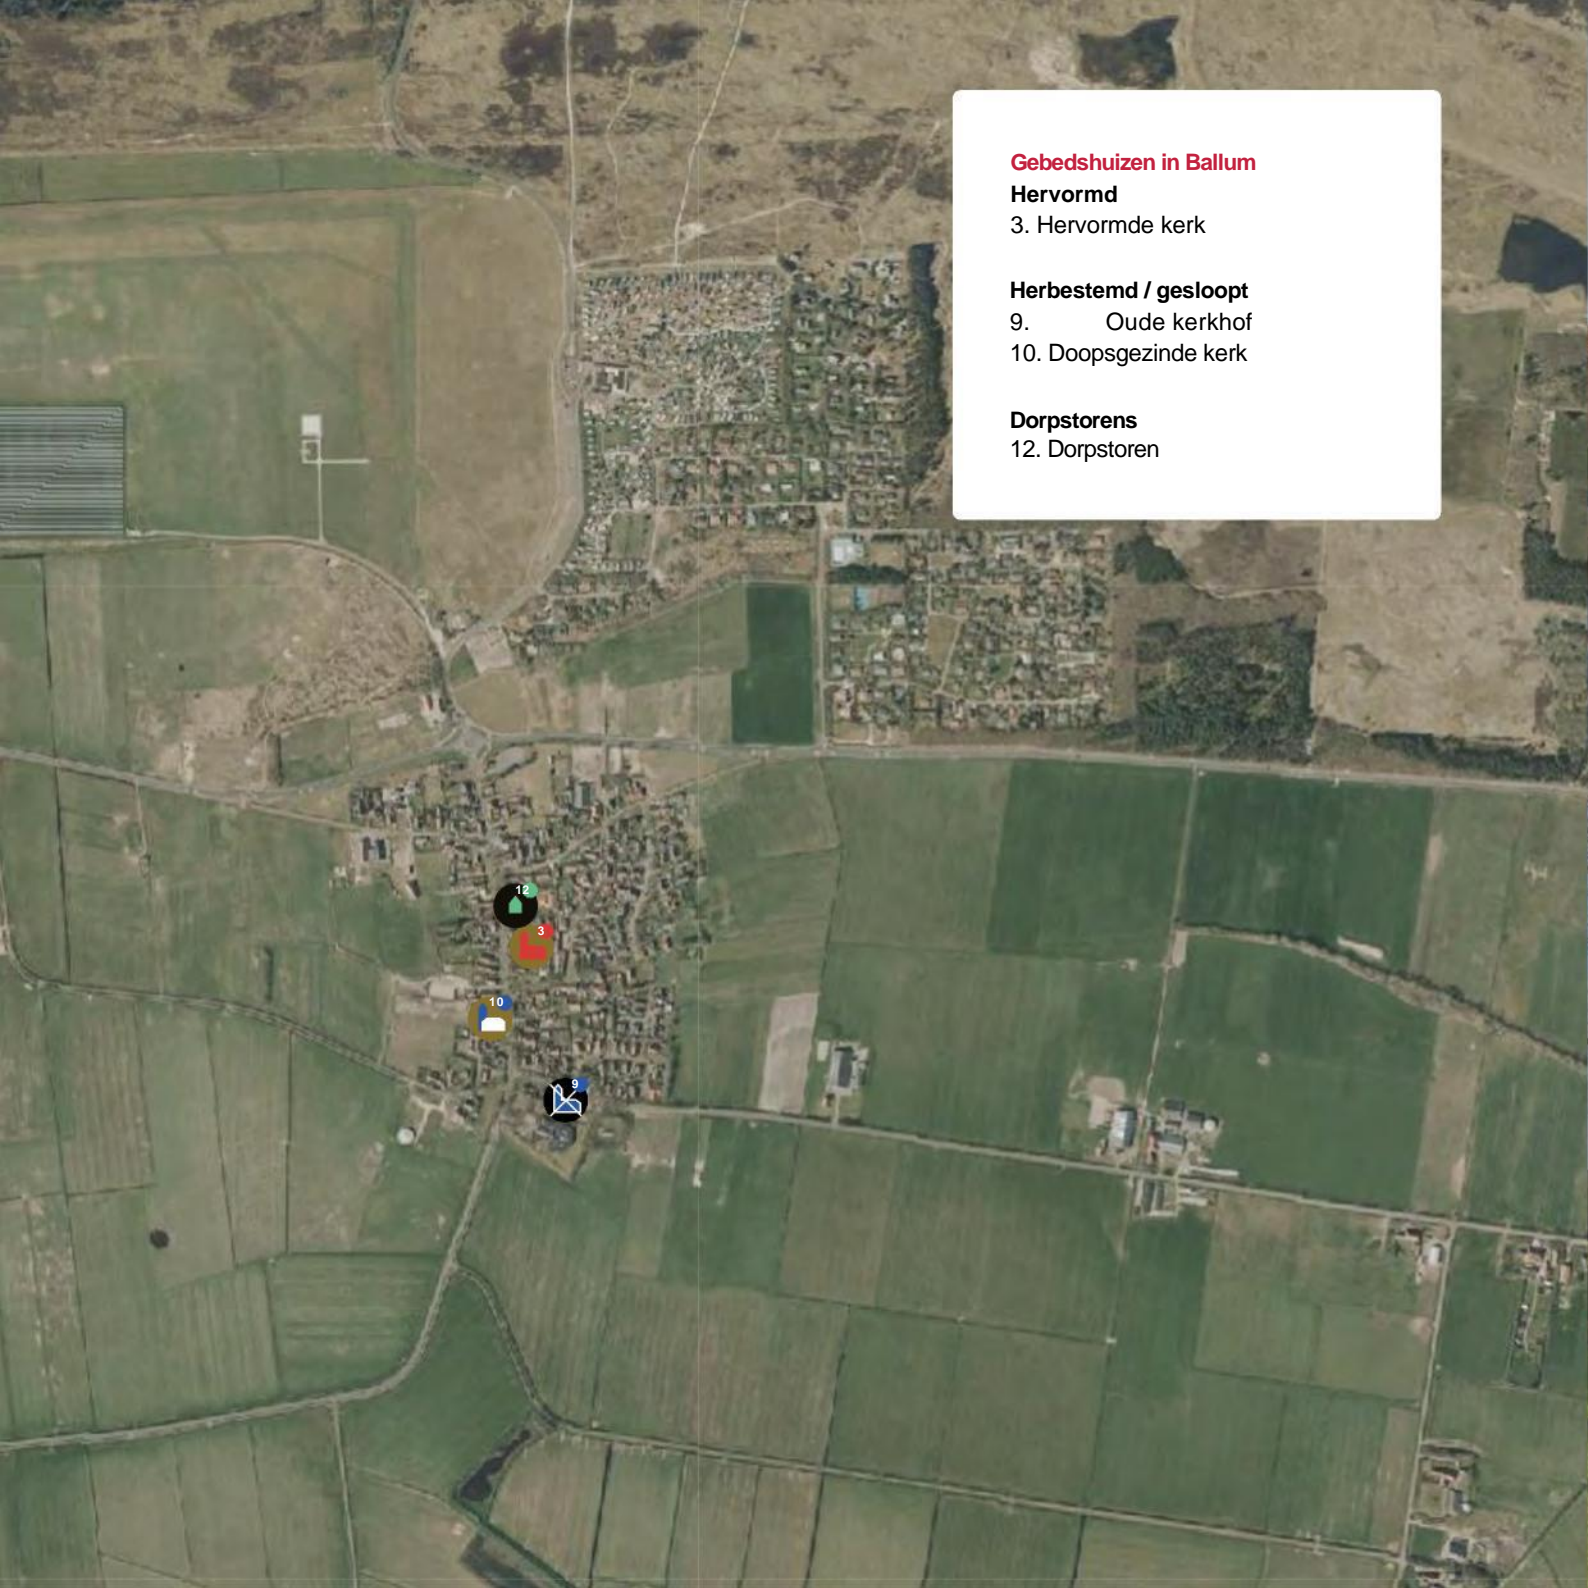 Gebedshuizen in Ballum
Hervormd
3. Hervormde kerk
Herbestemd / gesloopt
9. Oude kerkhof
10. Doopsgezinde kerk
Dorpstorens
12. Dorpstoren
12
3
10
9